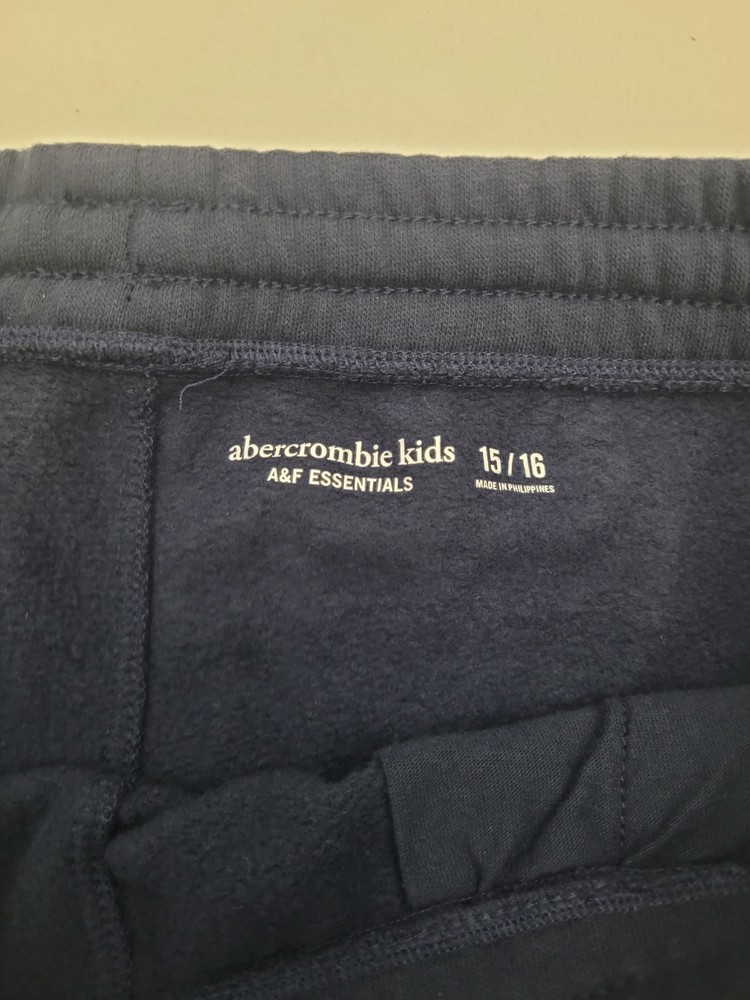 abercrombie kids
A&F ESSENTIALS
15/16
MADE IN PHILIPPINES